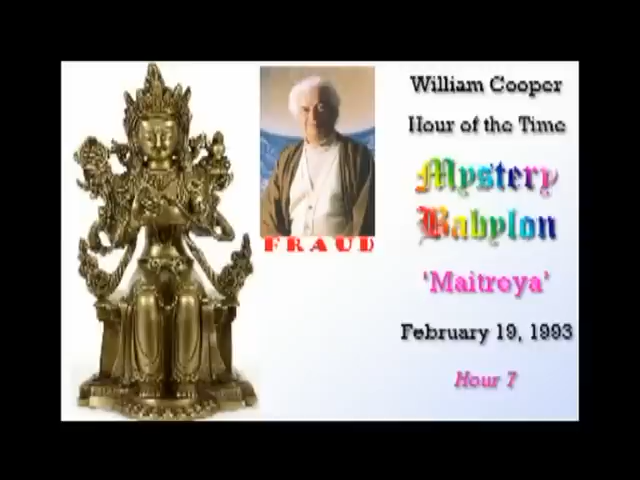 William Cooper
Hour of the Time
Mystery
Babylon
'Maitroya'
February 19, 1993
Hour 7
FRAUD